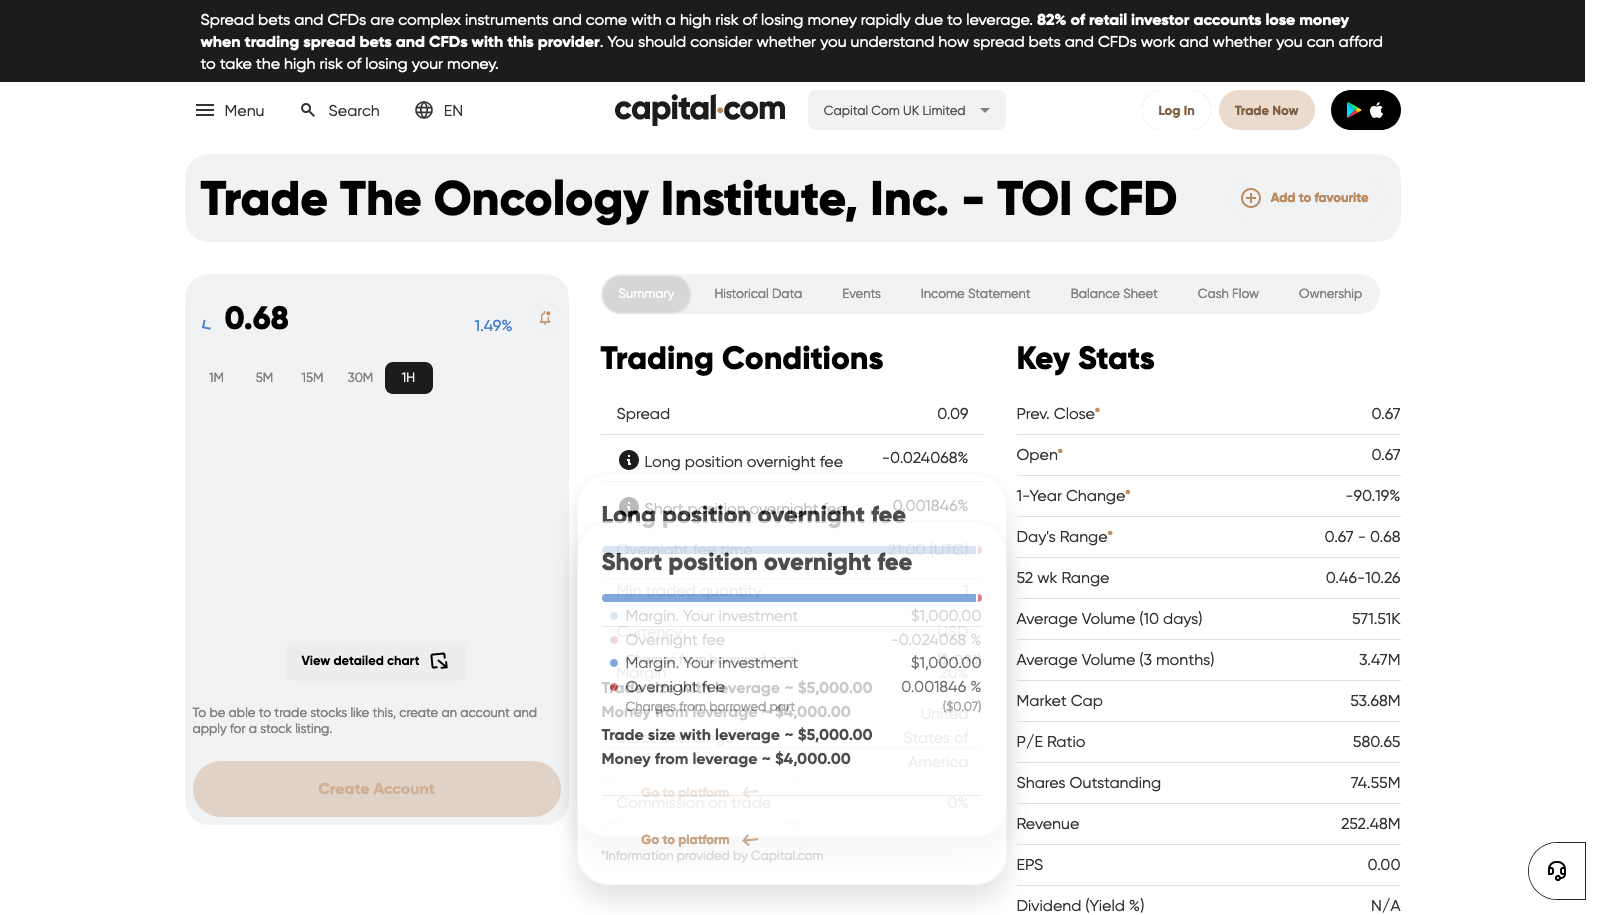 Spread bets and CFDs are complex instruments and come with a high risk of losing money rapidly due to leverage. 82% of retail investor accounts lose money
when trading spread bets and CFDs with this provider. You should consider whether you understand how spread bets and CFDs work and whether you can afford
to take the high risk of losing your money.
Menu
Search
EN
capital.com
Capital Com UK Limited
Log In
Trade Now
Trade The Oncology Institute, Inc. - TOI CFD
Add to favourite
0.68
1.49%
1M
5M
15M
30M
1H
View detailed chart
To be able to trade stocks like this, create an account and
apply for a stock listing.
Create Account
Summary
Historical Data
Events
Income Statement
Balance Sheet
Cash Flow
Ownership
Trading Conditions
Spread 0.09
Long position overnight fee -0.024068%
Short position overnight fee 0.001846%
Long position overnight fee
Overnight fee time 21:00 (UTC)
Short position overnight fee
Min traded quantity 1
Margin. Your investment $1,000.00
Currency USD
Overnight fee -0.024068 %
Margin. Your investment $1,000.00
Margin 20%
Overnight fee 0.001846 %
Trade size with leverage ~ $5,000.00
Charges from borrowed part ($0.07)
Money from leverage ~ $4,000.00
United
States of
America
Trade size with leverage ~ $5,000.00
Money from leverage ~ $4,000.00
Go to platform
Commission on trade 0%
Go to platform
*Information provided by Capital.com
Key Stats
Prev. Close* 0.67
Open* 0.67
1-Year Change* -90.19%
Day's Range* 0.67 - 0.68
52 wk Range 0.46-10.26
Average Volume (10 days) 571.51K
Average Volume (3 months) 3.47M
Market Cap 53.68M
P/E Ratio 580.65
Shares Outstanding 74.55M
Revenue 252.48M
EPS 0.00
Dividend (Yield %) N/A